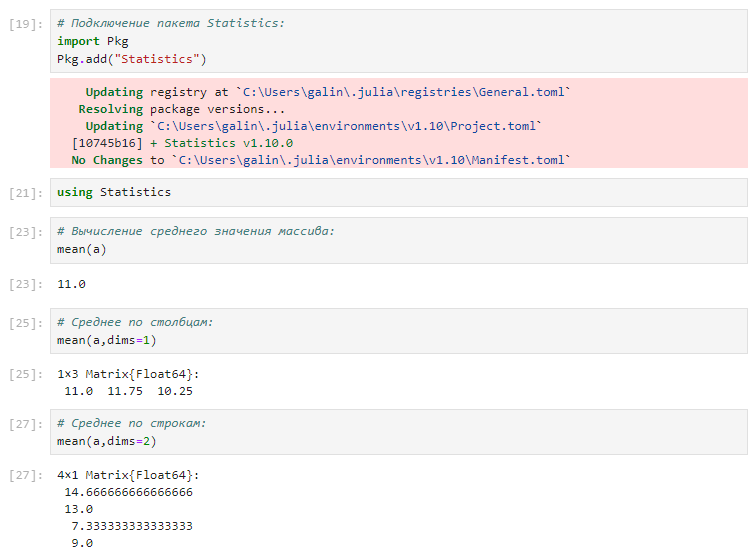 [19]: # Подключение пакета Statistics:
import Pkg
Pkg.add("Statistics")
Updating registry at `C:\Users\galin\.julia\registries\General.toml`
Resolving package versions...
Updating `C:\Users\galin\.julia\environments\v1.10\Project.toml`
[10745b16] + Statistics v1.10.0
No Changes to `C:\Users\galin\.julia\environments\v1.10\Manifest.toml`
[21]: using Statistics
[23]: # Вычисление среднего значения массива:
mean(a)
[23]: 11.0
[25]: # Среднее по столбцам:
mean(a,dims=1)
[25]: 1×3 Matrix{Float64}:
11.0 11.75 10.25
[27]: # Среднее по строкам:
mean(a,dims=2)
[27]: 4×1 Matrix{Float64}:
14.666666666666666
13.0
7.333333333333333
9.0